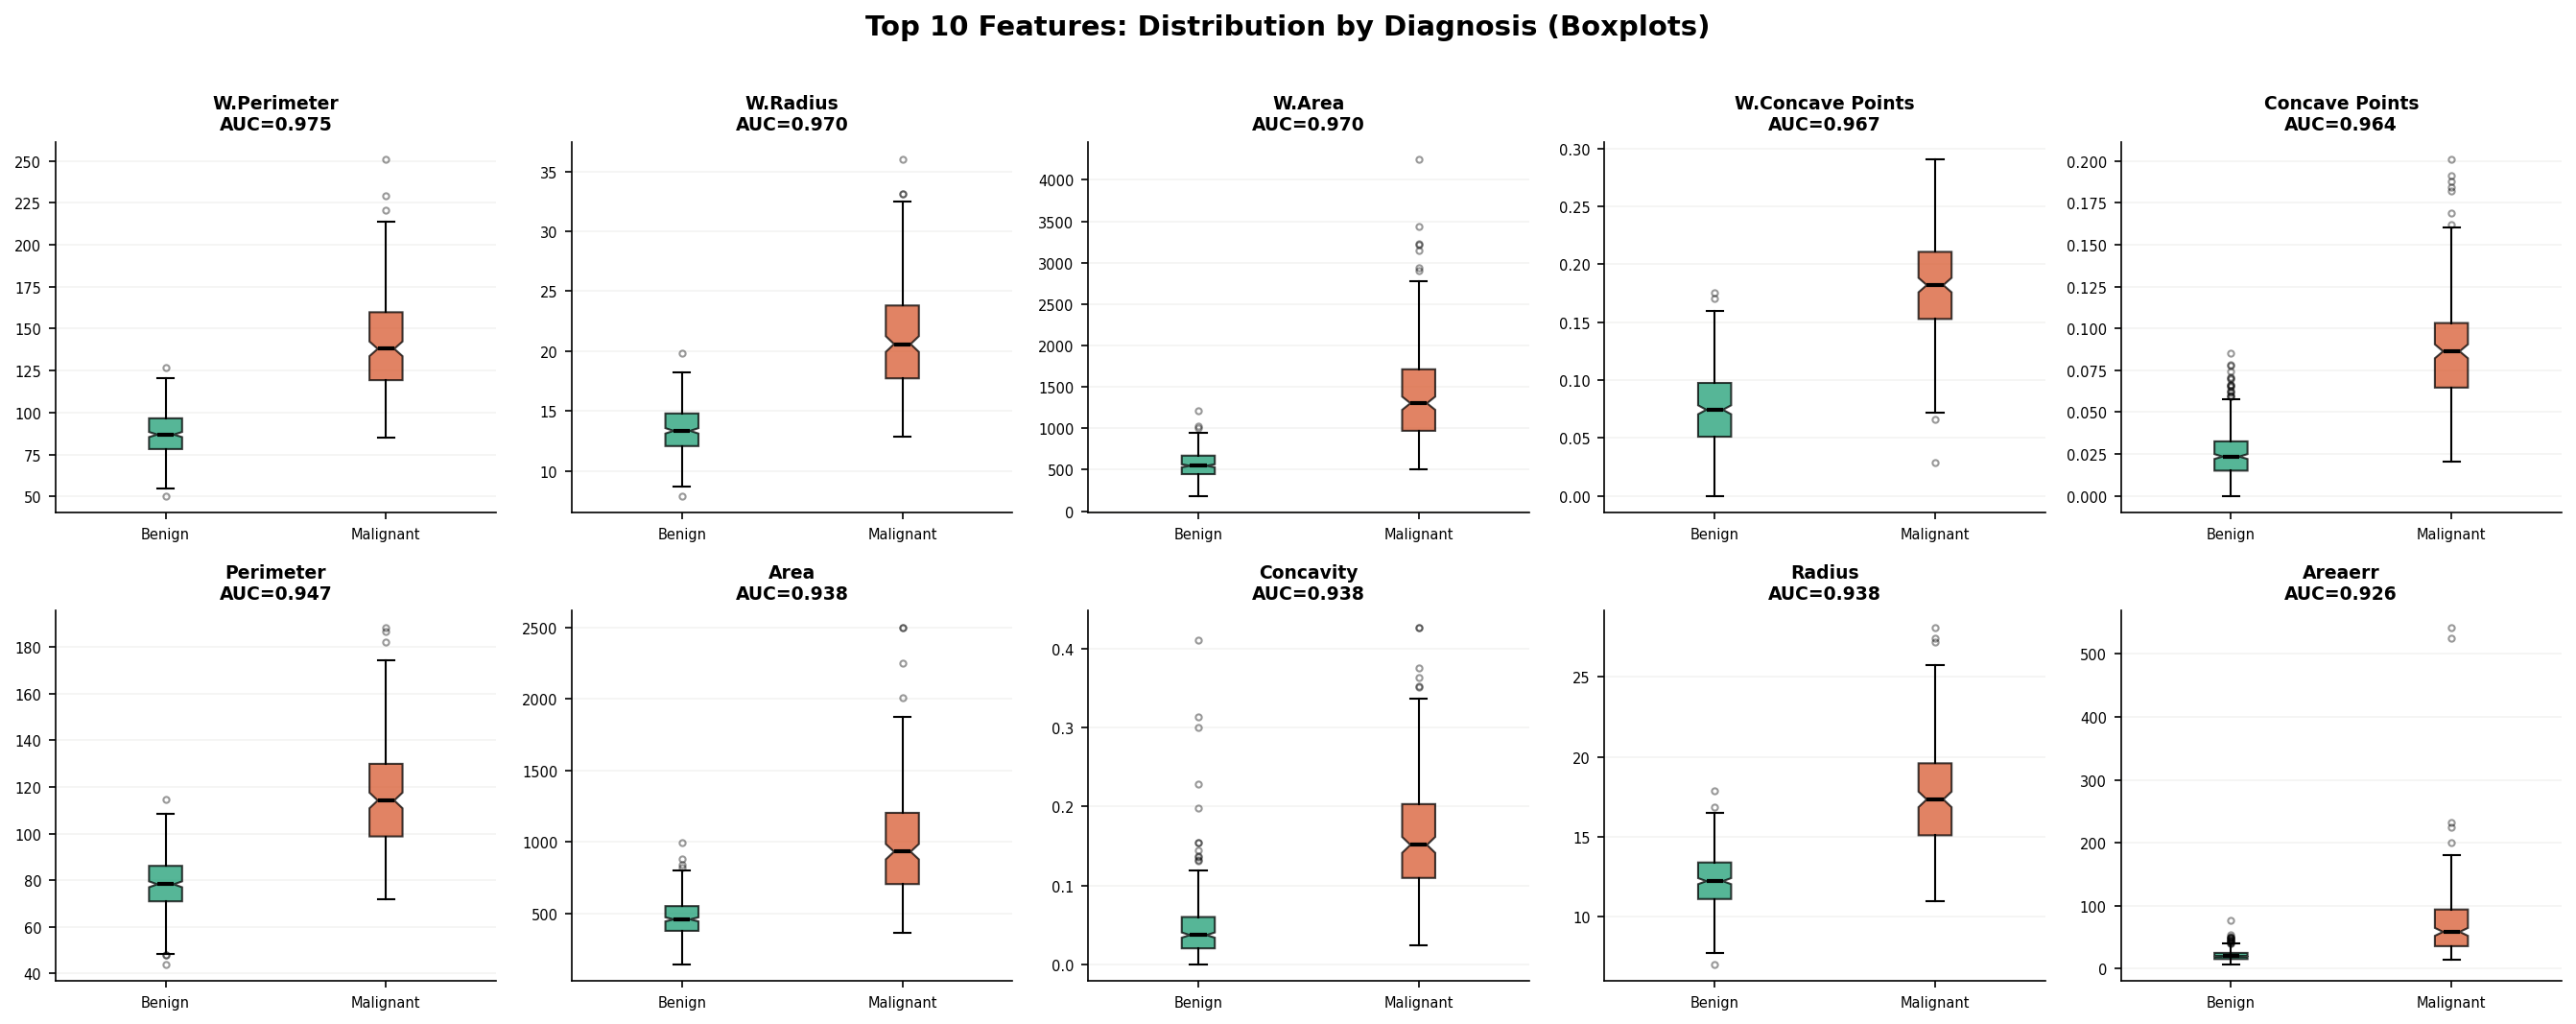 Top 10 Features: Distribution by Diagnosis (Boxplots)
W.Perimeter
AUC=0.975
250
225
200
175
150
125
100
75
50
Benign
Malignant
W.Radius
AUC=0.970
35
30
25
20
15
10
Benign
Malignant
W.Area
AUC=0.970
4000
3500
3000
2500
2000
1500
1000
500
0
Benign
Malignant
W.Concave Points
AUC=0.967
0.30
0.25
0.20
0.15
0.10
0.05
0.00
Benign
Malignant
Concave Points
AUC=0.964
0.200
0.175
0.150
0.125
0.100
0.075
0.050
0.025
0.000
Benign
Malignant
Perimeter
AUC=0.947
180
160
140
120
100
80
60
40
Benign
Malignant
Area
AUC=0.938
2500
2000
1500
1000
500
Benign
Malignant
Concavity
AUC=0.938
0.4
0.3
0.2
0.1
0.0
Benign
Malignant
Radius
AUC=0.938
25
20
15
10
Benign
Malignant
Areaerr
AUC=0.926
500
400
300
200
100
0
Benign
Malignant